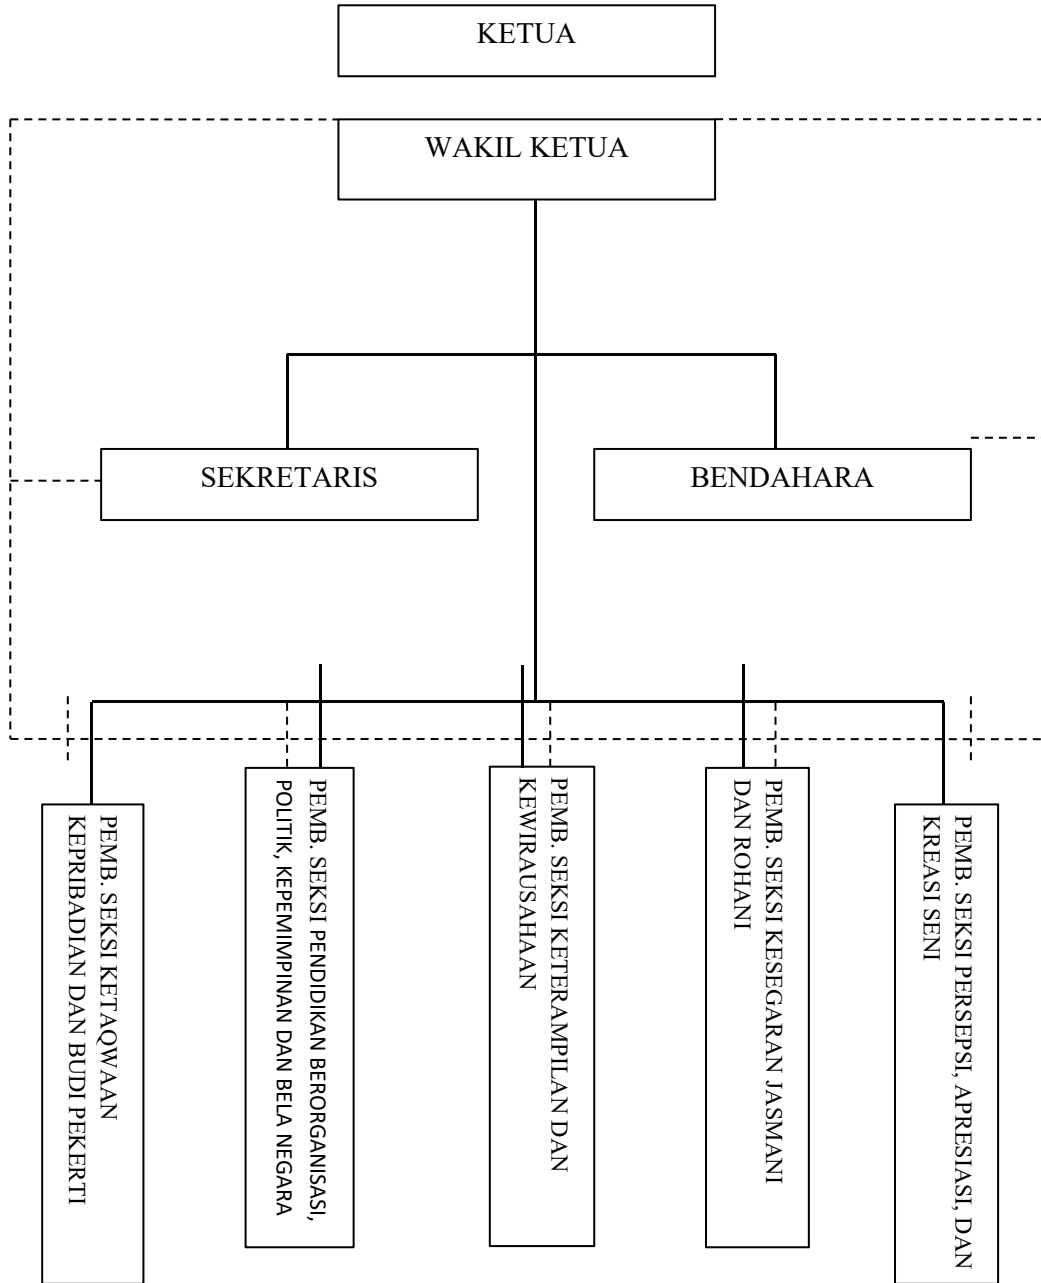 KETUA
WAKIL KETUA
SEKRETARIS
BENDAHARA
PEMB. SEKSI KETAQWAAN
KEPRIBADIAN DAN BUDI PEKERTI
PEMB. SEKSI PENDIDIKAN BERORGANISASI,
POLITIK, KEPEMIMPINAN DAN BELA NEGARA
PEMB. SEKSI KETERAMPILAN DAN
KEWIRAUSAHAAN
PEMB. SEKSI KESEGARAN JASMANI
DAN ROHANI
PEMB. SEKSI PERSEPSI, APRESIASI, DAN
KREASI SENI